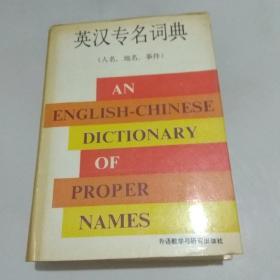 英汉专名词典
(人名、地名、事件)
AN
ENGLISH-CHINESE
DICTIONARY
OF
PROPER
NAMES
外语教学与研究出版社